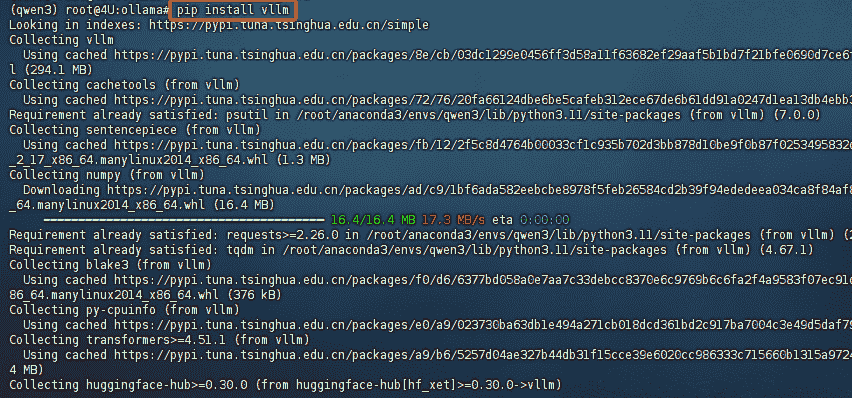 (qwen3) root@4U:ollama# pip install vllm
Looking in indexes: https://pypi.tuna.tsinghua.edu.cn/simple
Collecting vllm
Using cached https://pypi.tuna.tsinghua.edu.cn/packages/8e/cb/03dc1299e0456ff3d58a11f63682ef29aaf5b1bd7f21bfe0690d7ce6f
l (294.1 MB)
Collecting cachetools (from vllm)
Using cached https://pypi.tuna.tsinghua.edu.cn/packages/72/76/20fa66124dbe6be5cafeb312ece67de6b61dd91a0247d1ea13db4ebb3
Requirement already satisfied: psutil in /root/anaconda3/envs/qwen3/lib/python3.11/site-packages (from vllm) (7.0.0)
Collecting sentencepiece (from vllm)
Using cached https://pypi.tuna.tsinghua.edu.cn/packages/fb/12/2f5c8d4764b00033cf1c935b702d3bb878d10be9f0b87f0253495832d
_2_17_x86_64.manylinux2014_x86_64.whl (1.3 MB)
Collecting numpy (from vllm)
Downloading https://pypi.tuna.tsinghua.edu.cn/packages/ad/c9/1bf6ada582eebcbe8978f5feb26584cd2b39f94ededeea034ca8f84af8
_64.manylinux2014_x86_64.whl (16.4 MB)
16.4/16.4 MB 17.3 MB/s eta 0:00:00
Requirement already satisfied: requests>=2.26.0 in /root/anaconda3/envs/qwen3/lib/python3.11/site-packages (from vllm) (2
Requirement already satisfied: tqdm in /root/anaconda3/envs/qwen3/lib/python3.11/site-packages (from vllm) (4.67.1)
Collecting blake3 (from vllm)
Using cached https://pypi.tuna.tsinghua.edu.cn/packages/f0/d6/6377bd058a0e7aa7c33debcc8370e6c9769b6c6fa2f4a9583f07ec91c
86_64.manylinux2014_x86_64.whl (376 kB)
Collecting py-cpuinfo (from vllm)
Using cached https://pypi.tuna.tsinghua.edu.cn/packages/e0/a9/023730ba63db1e494a271cb018dcd361bd2c917ba7004c3e49d5daf79
Collecting transformers>=4.51.1 (from vllm)
Using cached https://pypi.tuna.tsinghua.edu.cn/packages/a9/b6/5257d04ae327b44db31f15cce39e6020cc986333c715660b1315a9724
4 MB)
Collecting huggingface-hub>=0.30.0 (from huggingface-hub[hf_xet]>=0.30.0->vllm)